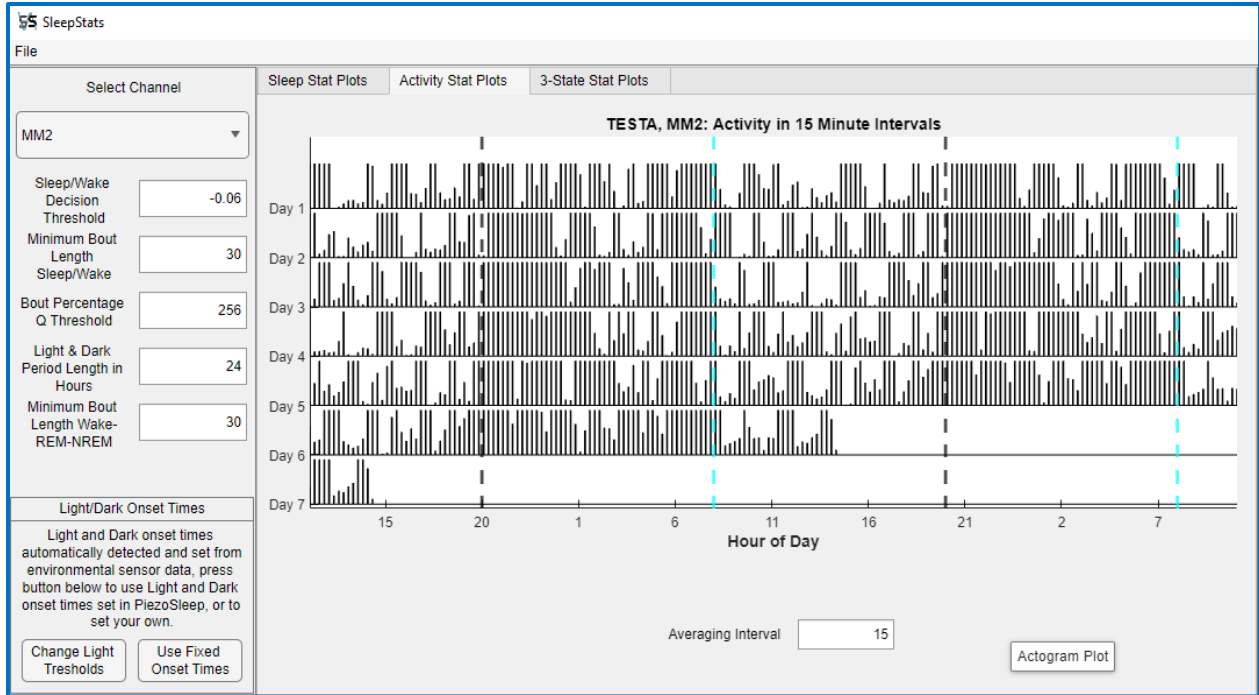 SS SleepStats
File
Select Channel
MM2
Sleep/Wake
Decision
Threshold
-0.06
Minimum Bout
Length
Sleep/Wake
30
Bout Percentage
Q Threshold
256
Light & Dark
Period Length in
Hours
24
Minimum Bout
Length Wake-
REM-NREM
30
Light/Dark Onset Times
Light and Dark onset times
automatically detected and set from
environmental sensor data, press
button below to use Light and Dark
onset times set in PiezoSleep, or to
set your own.
Change Light
Tresholds
Use Fixed
Onset Times
Sleep Stat Plots
Activity Stat Plots
3-State Stat Plots
TESTA, MM2: Activity in 15 Minute Intervals
Day 1
Day 2
Day 3
Day 4
Day 5
Day 6
Day 7
15 20 1 6 11 16 21 2 7
Hour of Day
Averaging Interval
15
Actogram Plot